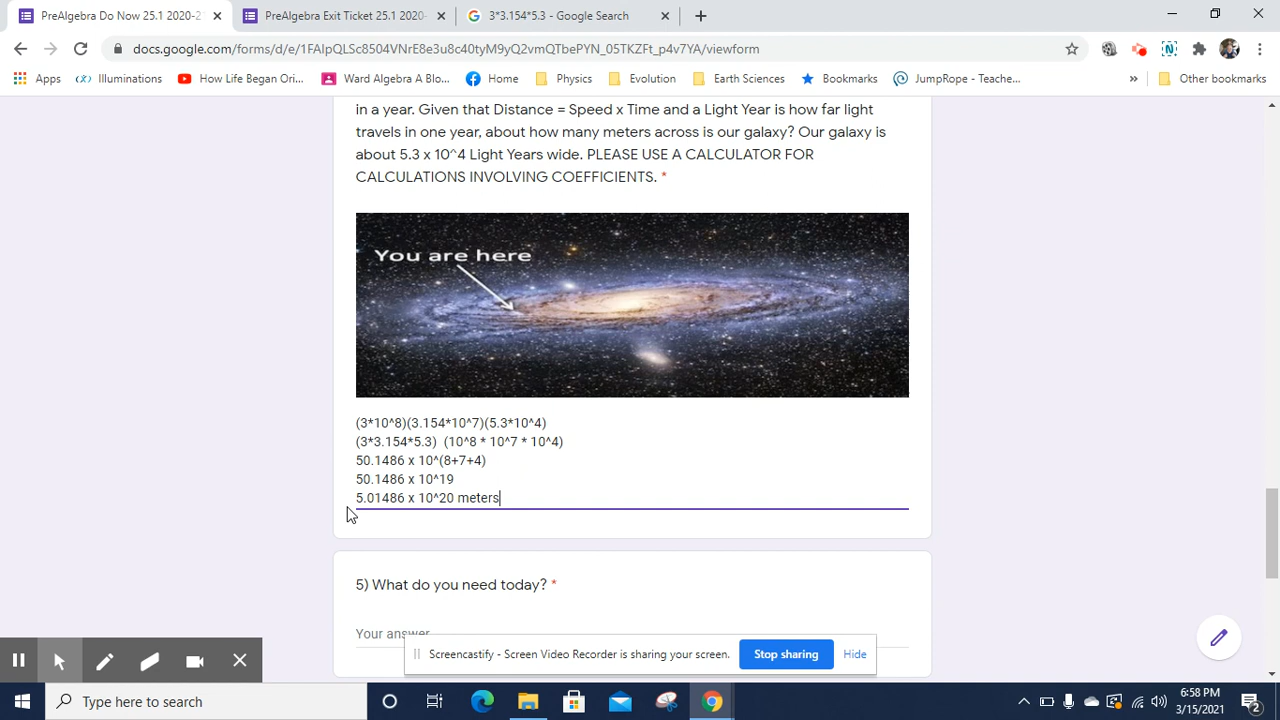 PreAlgebra Do Now 25.1 2020-21
PreAlgebra Exit Ticket 25.1 2020-
3*3.154*5.3 - Google Search
docs.google.com/forms/d/e/1FAIpQLSc8504VNrE8e3u8c40tyM9yQ2vmQTbePYN_05TKZFt_p4v7YA/viewform
Apps
Illuminations
How Life Began Ori...
Ward Algebra A Blo...
Home
Physics
Evolution
Earth Sciences
Bookmarks
JumpRope - Teache...
»
Other bookmarks
in a year. Given that Distance = Speed x Time and a Light Year is how far light
travels in one year, about how many meters across is our galaxy? Our galaxy is
about 5.3 x 10^4 Light Years wide. PLEASE USE A CALCULATOR FOR
CALCULATIONS INVOLVING COEFFICIENTS. *
You are here
(3*10^8)(3.154*10^7)(5.3*10^4)
(3*3.154*5.3) (10^8 * 10^7 * 10^4)
50.1486 x 10^(8+7+4)
50.1486 x 10^19
5.01486 x 10^20 meters
5) What do you need today? *
Your answer
Screencastify - Screen Video Recorder is sharing your screen.
Stop sharing
Hide
Type here to search
6:58 PM
3/15/2021
2